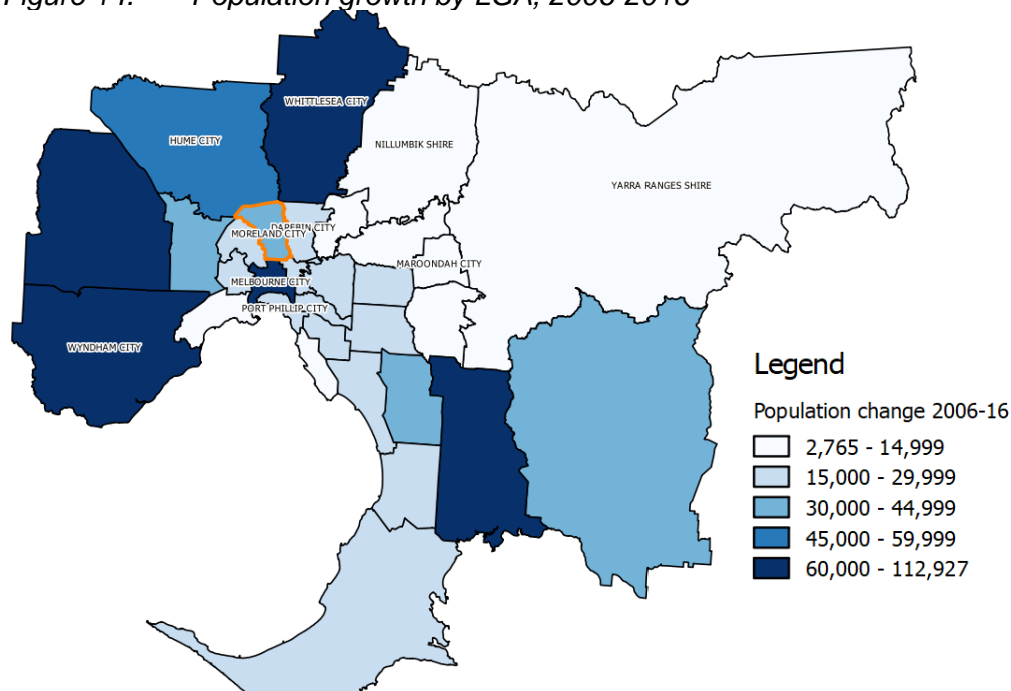 Figure 14. Population growth by LGA, 2006-2016
WHITTLESEA CITY
HUME CITY
NILLUMBIK SHIRE
YARRA RANGES SHIRE
DAREBIN CITY
MORELAND CITY
MAROONDAH CITY
MELBOURNE CITY
PORT PHILLIP CITY
WYNDHAM CITY
Legend
Population change 2006-16
2,765 - 14,999
15,000 - 29,999
30,000 - 44,999
45,000 - 59,999
60,000 - 112,927